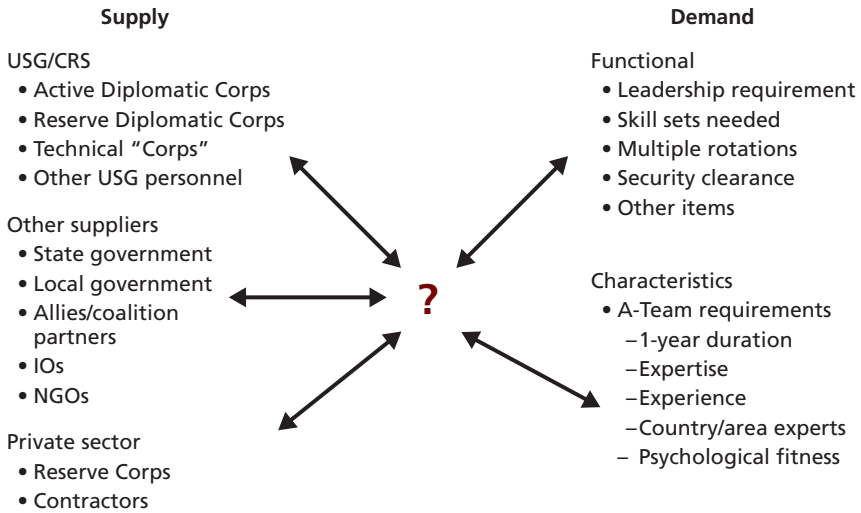 Supply
USG/CRS
• Active Diplomatic Corps
• Reserve Diplomatic Corps
• Technical “Corps”
• Other USG personnel
Other suppliers
• State government
• Local government
• Allies/coalition
partners
• IOs
• NGOs
Private sector
• Reserve Corps
• Contractors
?
Demand
Functional
• Leadership requirement
• Skill sets needed
• Multiple rotations
• Security clearance
• Other items
Characteristics
• A-Team requirements
–1-year duration
–Expertise
–Experience
–Country/area experts
– Psychological fitness